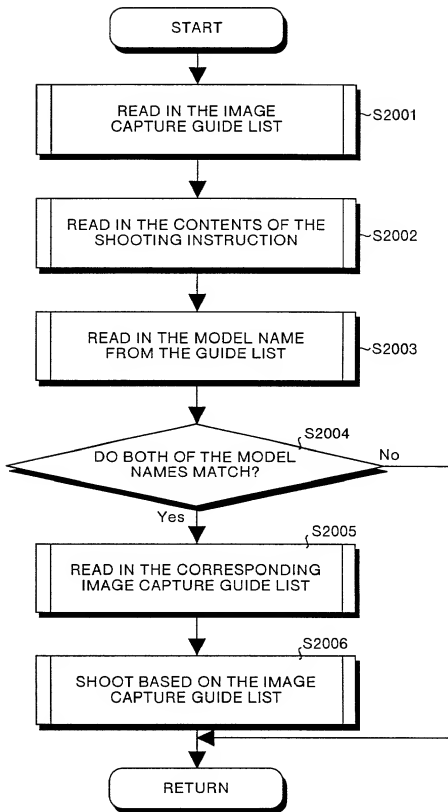 START
READ IN THE IMAGE
CAPTURE GUIDE LIST
S2001
READ IN THE CONTENTS OF THE
SHOOTING INSTRUCTION
S2002
READ IN THE MODEL NAME
FROM THE GUIDE LIST
S2003
S2004
DO BOTH OF THE MODEL
NAMES MATCH?
No
Yes
S2005
READ IN THE CORRESPONDING
IMAGE CAPTURE GUIDE LIST
S2006
SHOOT BASED ON THE IMAGE
CAPTURE GUIDE LIST
RETURN